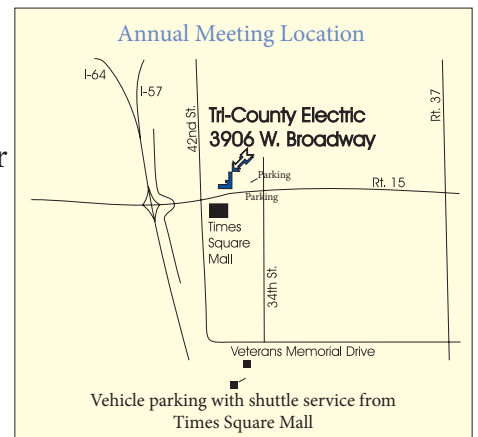 Annual Meeting Location
I-64
I-57
42nd St.
Tri-County Electric
3906 W. Broadway
Rt. 37
Parking
Rt. 15
Parking
Times
Square
Mall
34th St.
Veterans Memorial Drive
Vehicle parking with shuttle service from
Times Square Mall
r